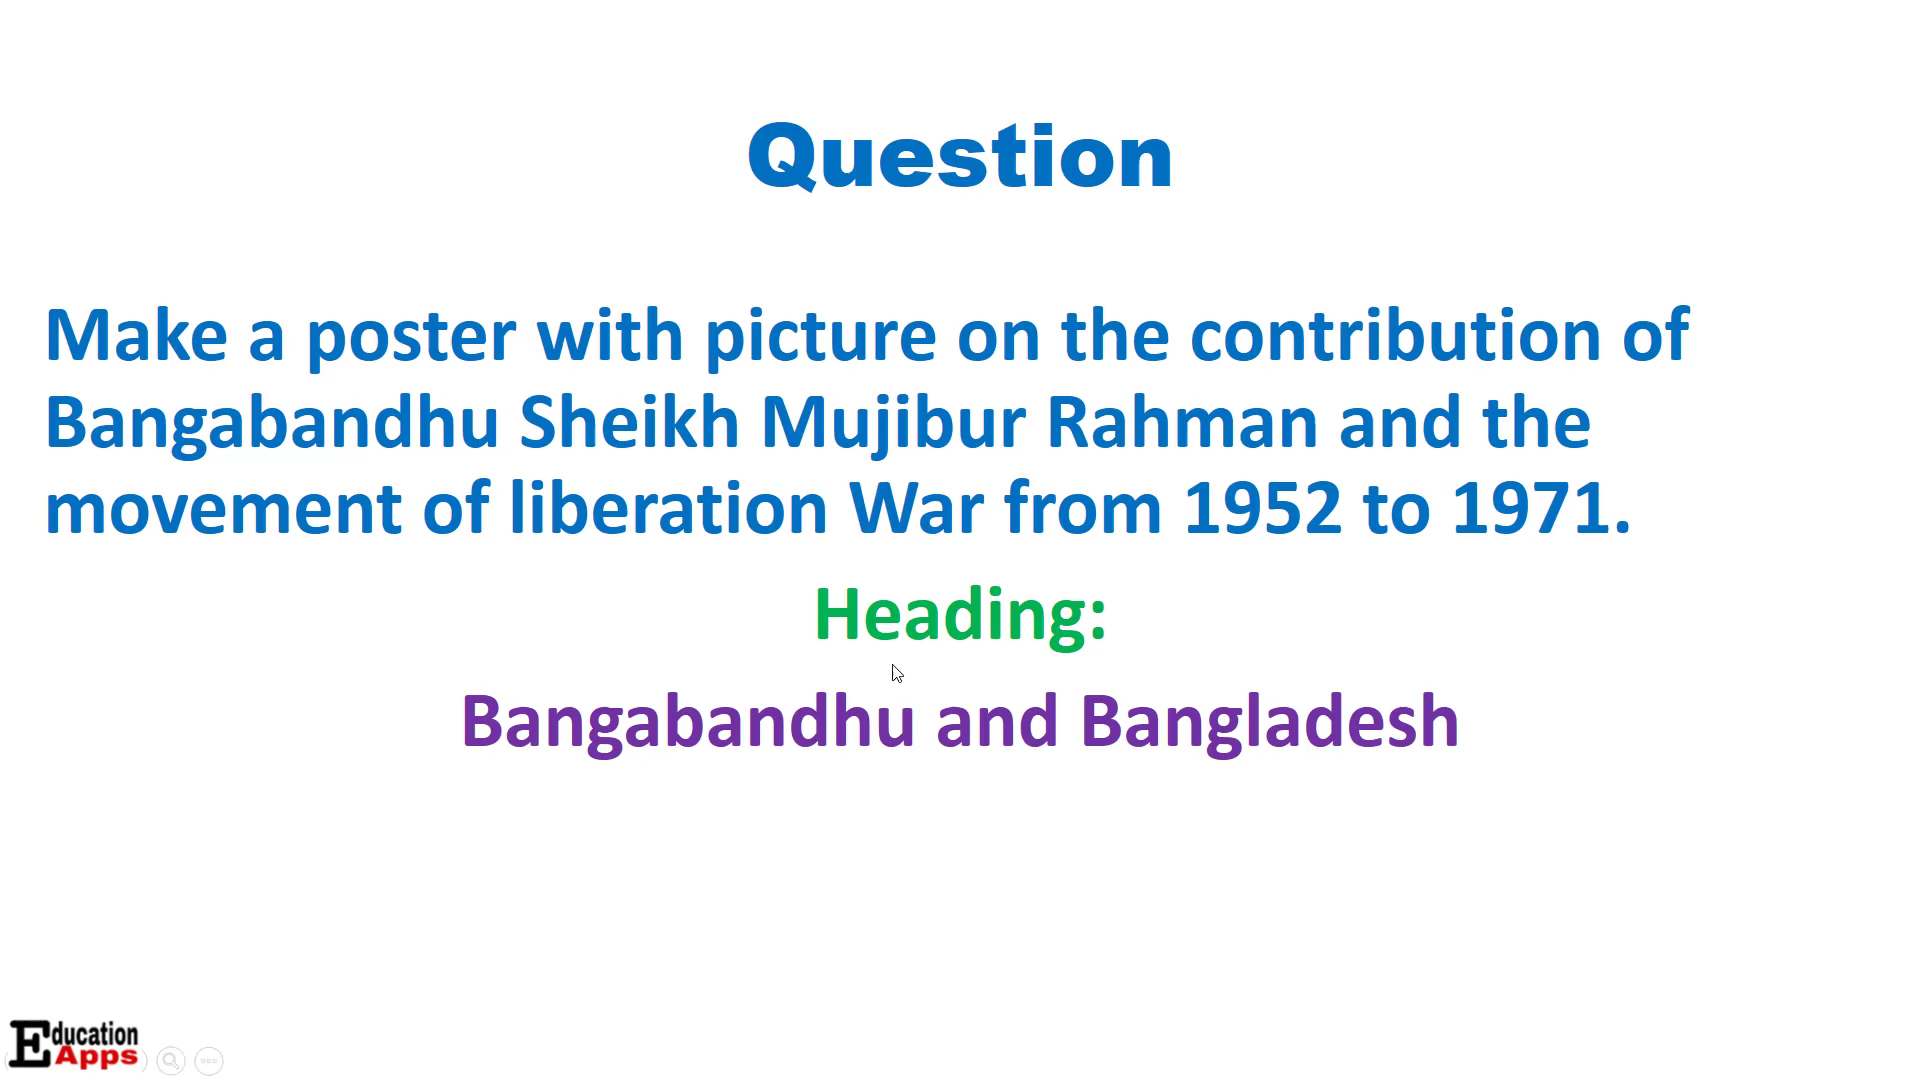 Question
Make a poster with picture on the contribution of
Bangabandhu Sheikh Mujibur Rahman and the
movement of liberation War from 1952 to 1971.
Heading:
Bangabandhu and Bangladesh
Education
Apps